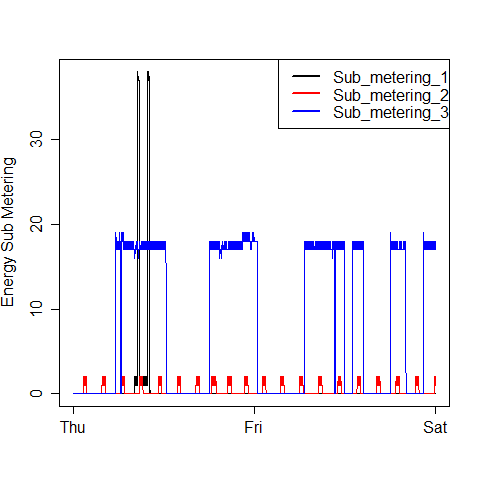 Sub_metering_1
Sub_metering_2
Sub_metering_3
Energy Sub Metering
30
20
10
0
Thu Fri Sat